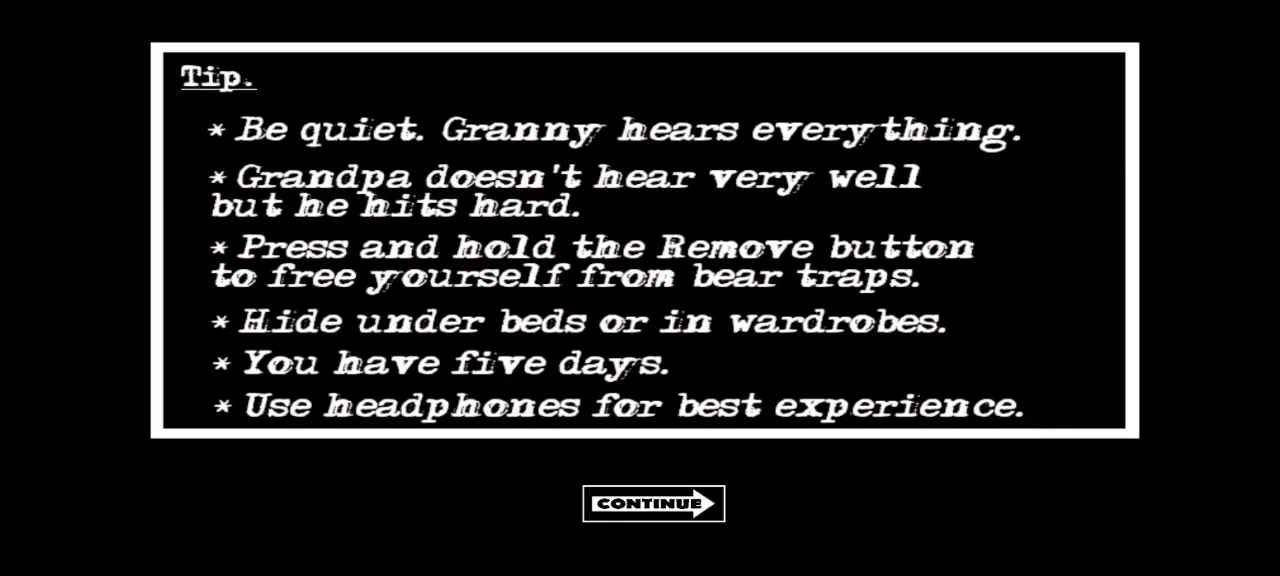 Tip.
* Be quiet. Granny hears everything.
* Grandpa doesn't hear very well
but he hits hard.
* Press and hold the Remove button
to free yourself from bear traps.
* Hide under beds or in wardrobes.
* You have five days.
* Use headphones for best experience.
CONTINUE